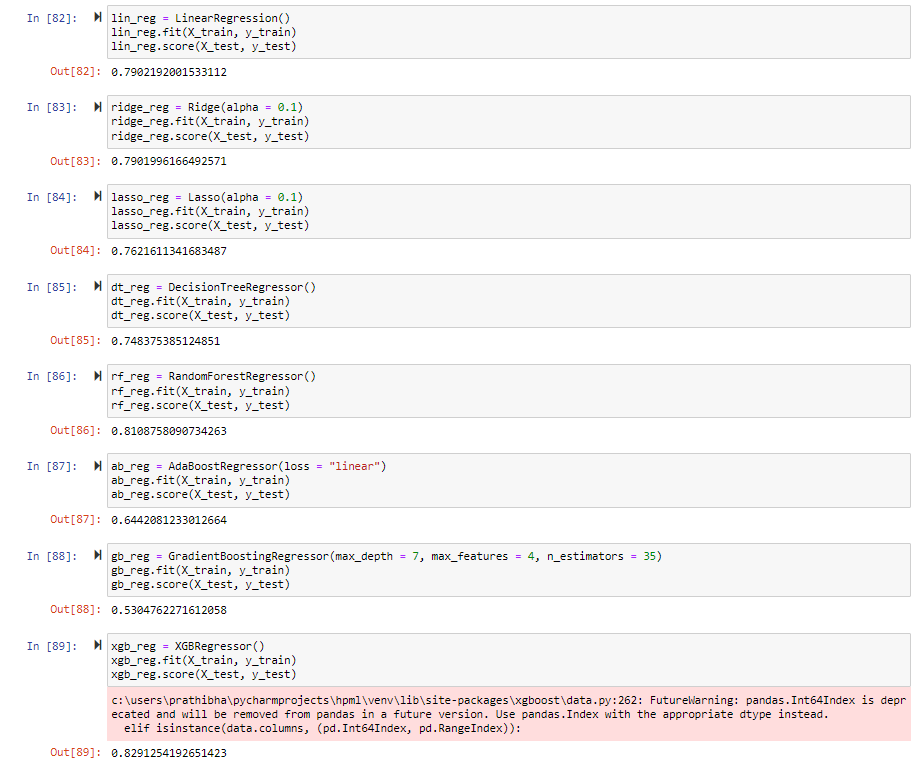 In [82]: lin_reg = LinearRegression()
lin_reg.fit(X_train, y_train)
lin_reg.score(X_test, y_test)
Out[82]: 0.7902192001533112
In [83]: ridge_reg = Ridge(alpha = 0.1)
ridge_reg.fit(X_train, y_train)
ridge_reg.score(X_test, y_test)
Out[83]: 0.7901996166492571
In [84]: lasso_reg = Lasso(alpha = 0.1)
lasso_reg.fit(X_train, y_train)
lasso_reg.score(X_test, y_test)
Out[84]: 0.7621611341683487
In [85]: dt_reg = DecisionTreeRegressor()
dt_reg.fit(X_train, y_train)
dt_reg.score(X_test, y_test)
Out[85]: 0.748375385124851
In [86]: rf_reg = RandomForestRegressor()
rf_reg.fit(X_train, y_train)
rf_reg.score(X_test, y_test)
Out[86]: 0.8108758090734263
In [87]: ab_reg = AdaBoostRegressor(loss = "linear")
ab_reg.fit(X_train, y_train)
ab_reg.score(X_test, y_test)
Out[87]: 0.6442081233012664
In [88]: gb_reg = GradientBoostingRegressor(max_depth = 7, max_features = 4, n_estimators = 35)
gb_reg.fit(X_train, y_train)
gb_reg.score(X_test, y_test)
Out[88]: 0.5304762271612058
In [89]: xgb_reg = XGBRegressor()
xgb_reg.fit(X_train, y_train)
xgb_reg.score(X_test, y_test)
c:\users\prathibha\pycharmprojects\hpml\venv\lib\site-packages\xgboost\data.py:262: FutureWarning: pandas.Int64Index is depr
ecated and will be removed from pandas in a future version. Use pandas.Index with the appropriate dtype instead.
elif isinstance(data.columns, (pd.Int64Index, pd.RangeIndex)):
Out[89]: 0.8291254192651423